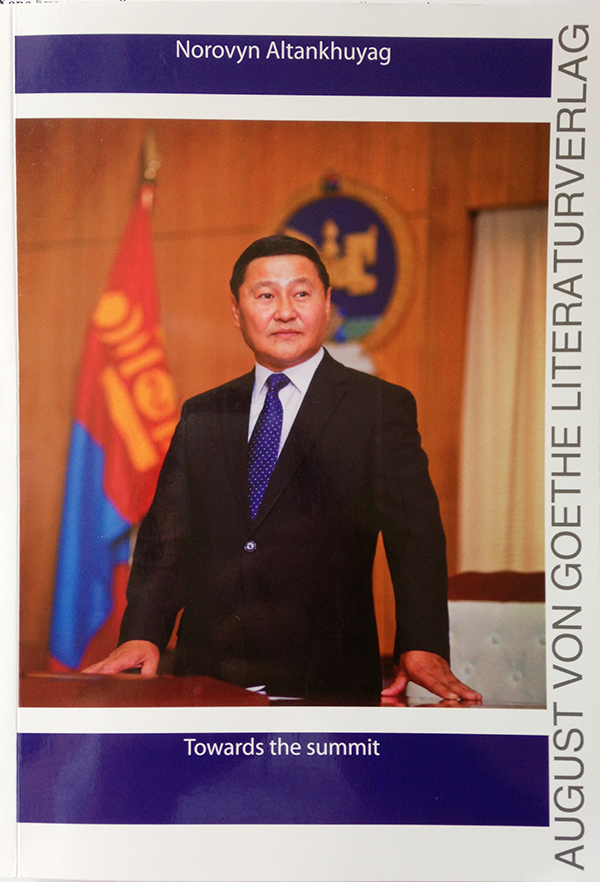 Norovyn Altankhuyag
Towards the summit
AUGUST VON GOETHE LITERATURVERLAG